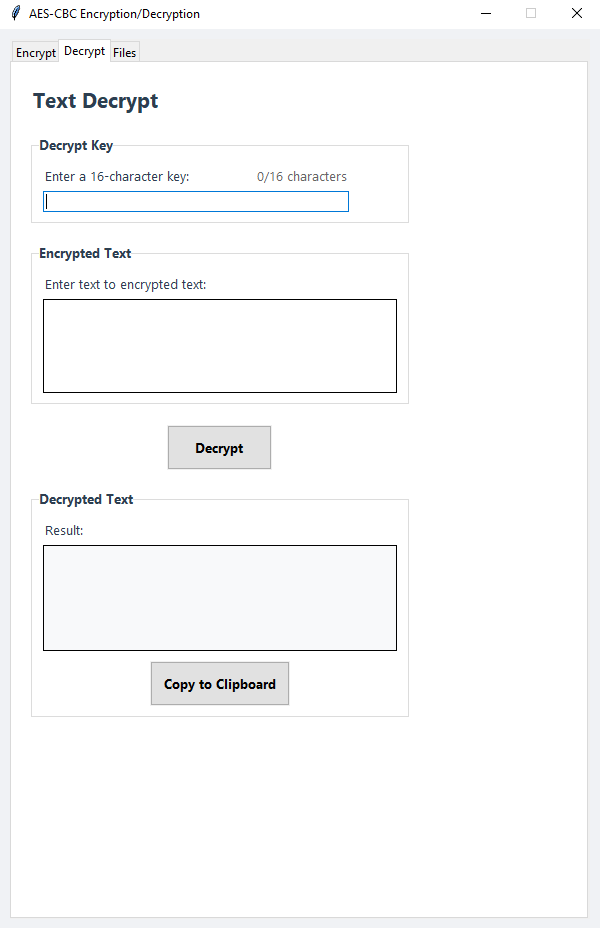 AES-CBC Encryption/Decryption
Encrypt Decrypt Files
Text Decrypt
Decrypt Key
Enter a 16-character key: 0/16 characters
Encrypted Text
Enter text to encrypted text:
Decrypt
Decrypted Text
Result:
Copy to Clipboard